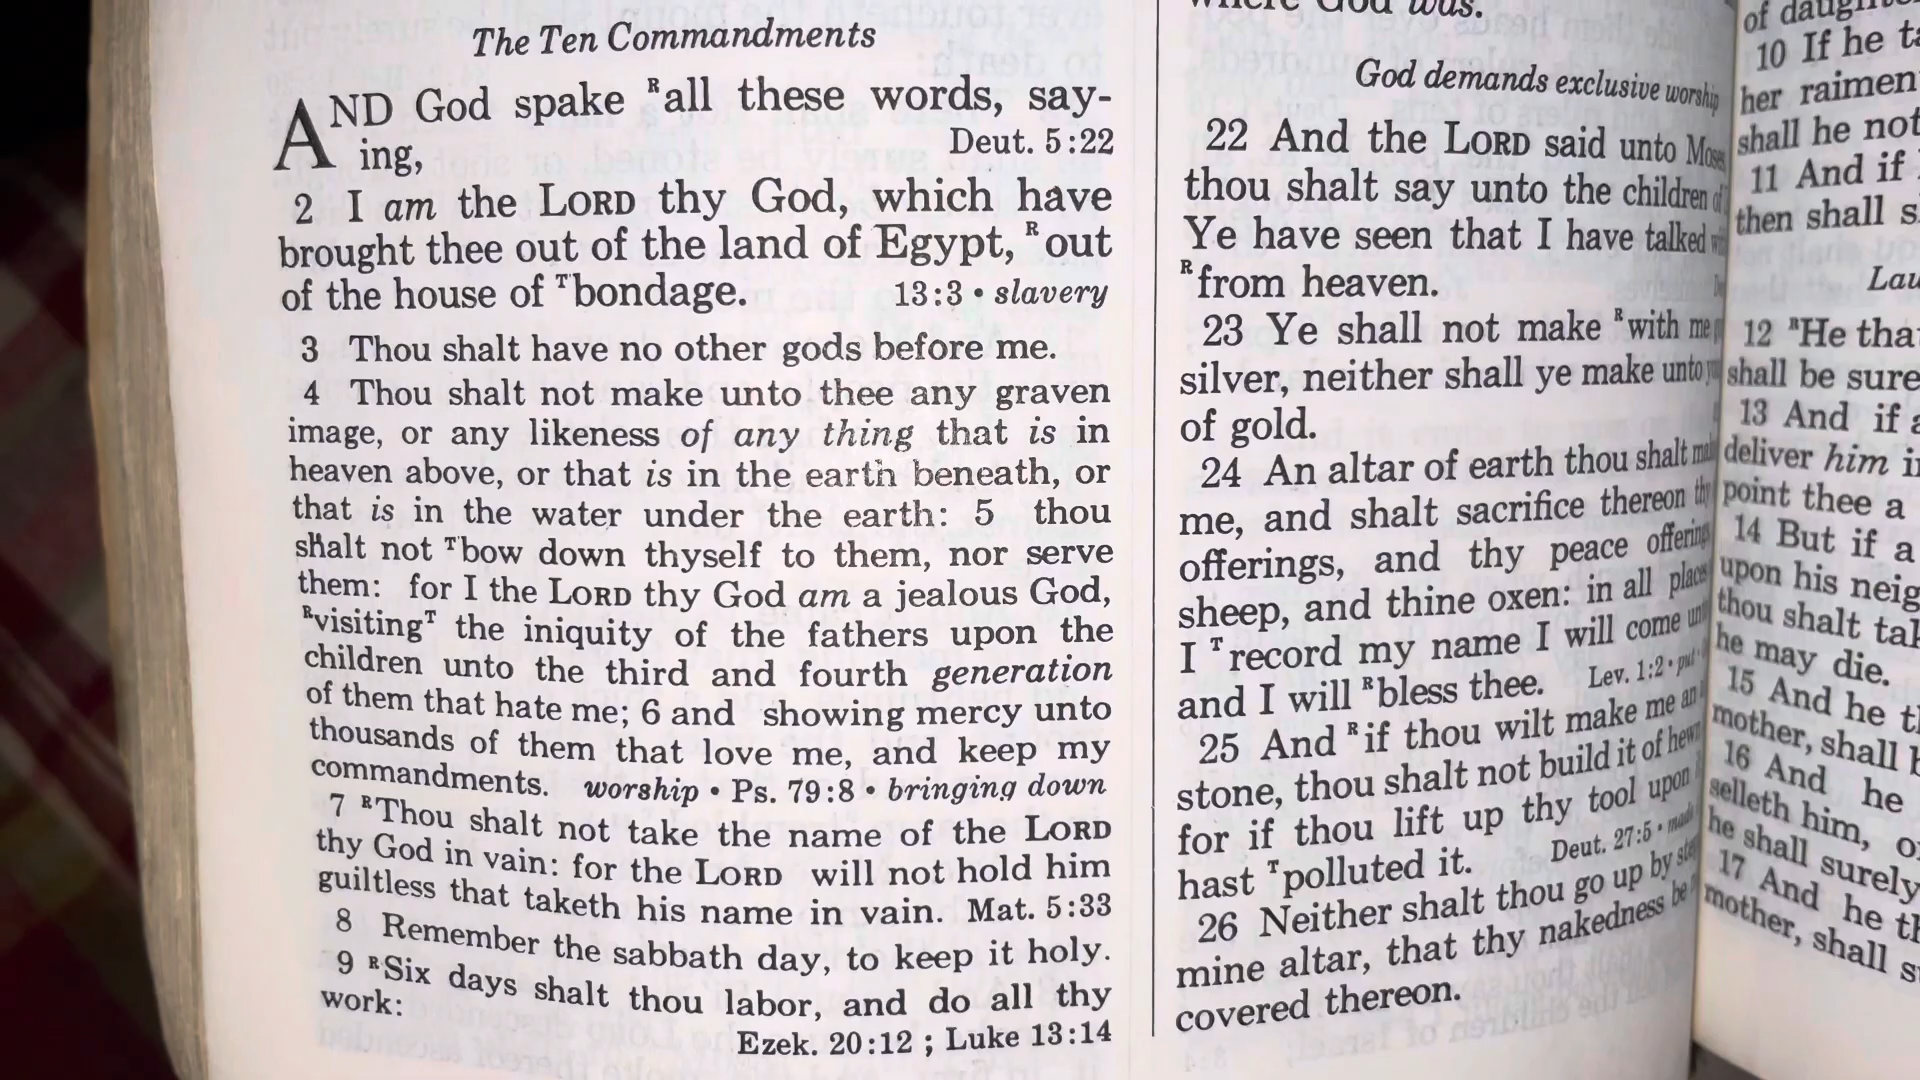 The Ten Commandments
AND God spake ᴿall these words, say-
ing, Deut. 5:22
2 I am the LORD thy God, which have
brought thee out of the land of Egypt, ᴿout
of the house of ᵀbondage. 13:3 • slavery
3 Thou shalt have no other gods before me.
4 Thou shalt not make unto thee any graven
image, or any likeness of any thing that is in
heaven above, or that is in the earth beneath, or
that is in the water under the earth: 5 thou
shalt not ᵀbow down thyself to them, nor serve
them: for I the LORD thy God am a jealous God,
ᴿvisitingᵀ the iniquity of the fathers upon the
children unto the third and fourth generation
of them that hate me; 6 and showing mercy unto
thousands of them that love me, and keep my
commandments. worship • Ps. 79:8 • bringing down
7 ᴿThou shalt not take the name of the LORD
thy God in vain: for the LORD will not hold him
guiltless that taketh his name in vain. Mat. 5:33
8 Remember the sabbath day, to keep it holy.
9 ᴿSix days shalt thou labor, and do all thy
work:
Ezek. 20:12 ; Luke 13:14
where God was.
God demands exclusive worship
22 And the LORD said unto Moses
thou shalt say unto the children of
Ye have seen that I have talked
ᴿfrom heaven.
23 Ye shall not make ᴿwith me
silver, neither shall ye make unto
of gold.
24 An altar of earth thou shalt
me, and shalt sacrifice thereon
offerings, and thy peace offerings
sheep, and thine oxen: in all places
I ᵀrecord my name I will come
and I will ᴿbless thee. Lev. 1:2 •
25 And ᴿif thou wilt make me an
stone, thou shalt not build it of
for if thou lift up thy tool upon
hast ᵀpolluted it. Deut. 27:5 •
26 Neither shalt thou go up by
mine altar, that thy nakedness be
covered thereon.
of
10 If he
her raimen
shall he not
11 And if
then shall
12 ᴿHe
shall be sure
13 And if
deliver him
point thee a
14 But if a
upon his
thou shalt
he may die.
15 And he
mother, shall
16 And he
selleth him,
he shall surely
17 And he
mother, shall